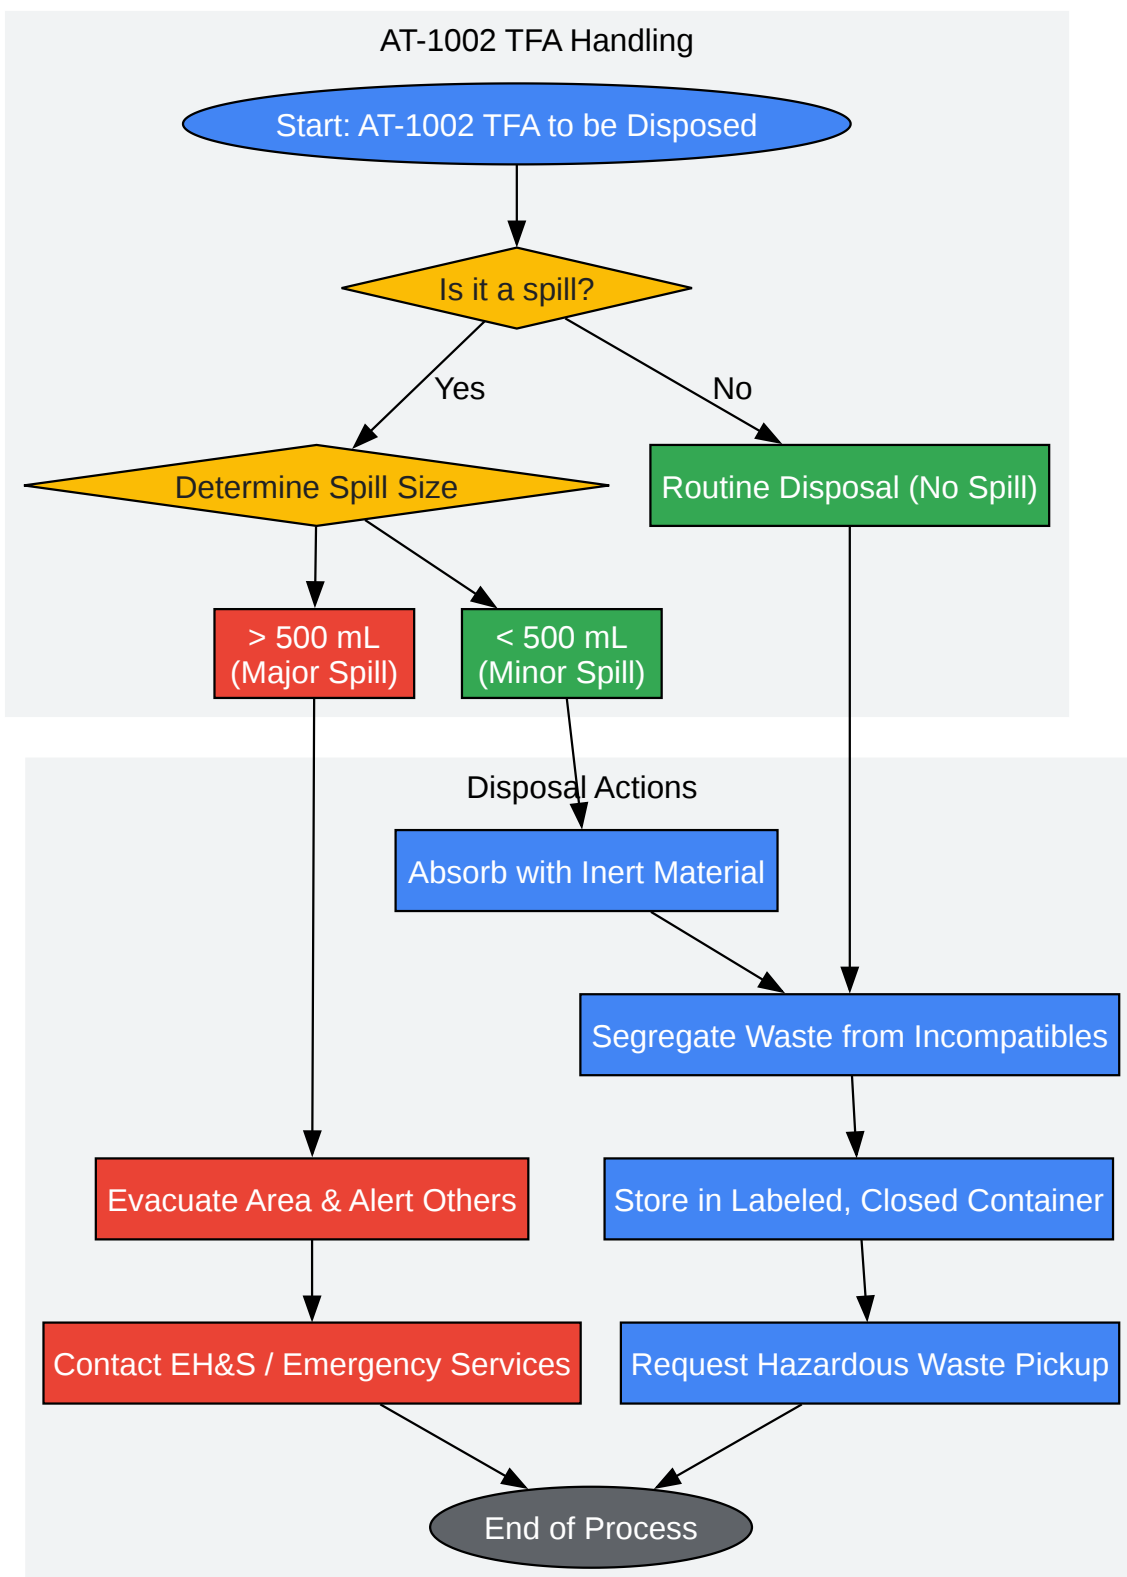 AT-1002 TFA Handling
Start: AT-1002 TFA to be Disposed
Is it a spill?
Yes
No
Determine Spill Size
Routine Disposal (No Spill)
> 500 mL
(Major Spill)
< 500 mL
(Minor Spill)
Disposal Actions
Absorb with Inert Material
Segregate Waste from Incompatibles
Evacuate Area & Alert Others
Store in Labeled, Closed Container
Contact EH&S / Emergency Services
Request Hazardous Waste Pickup
End of Process